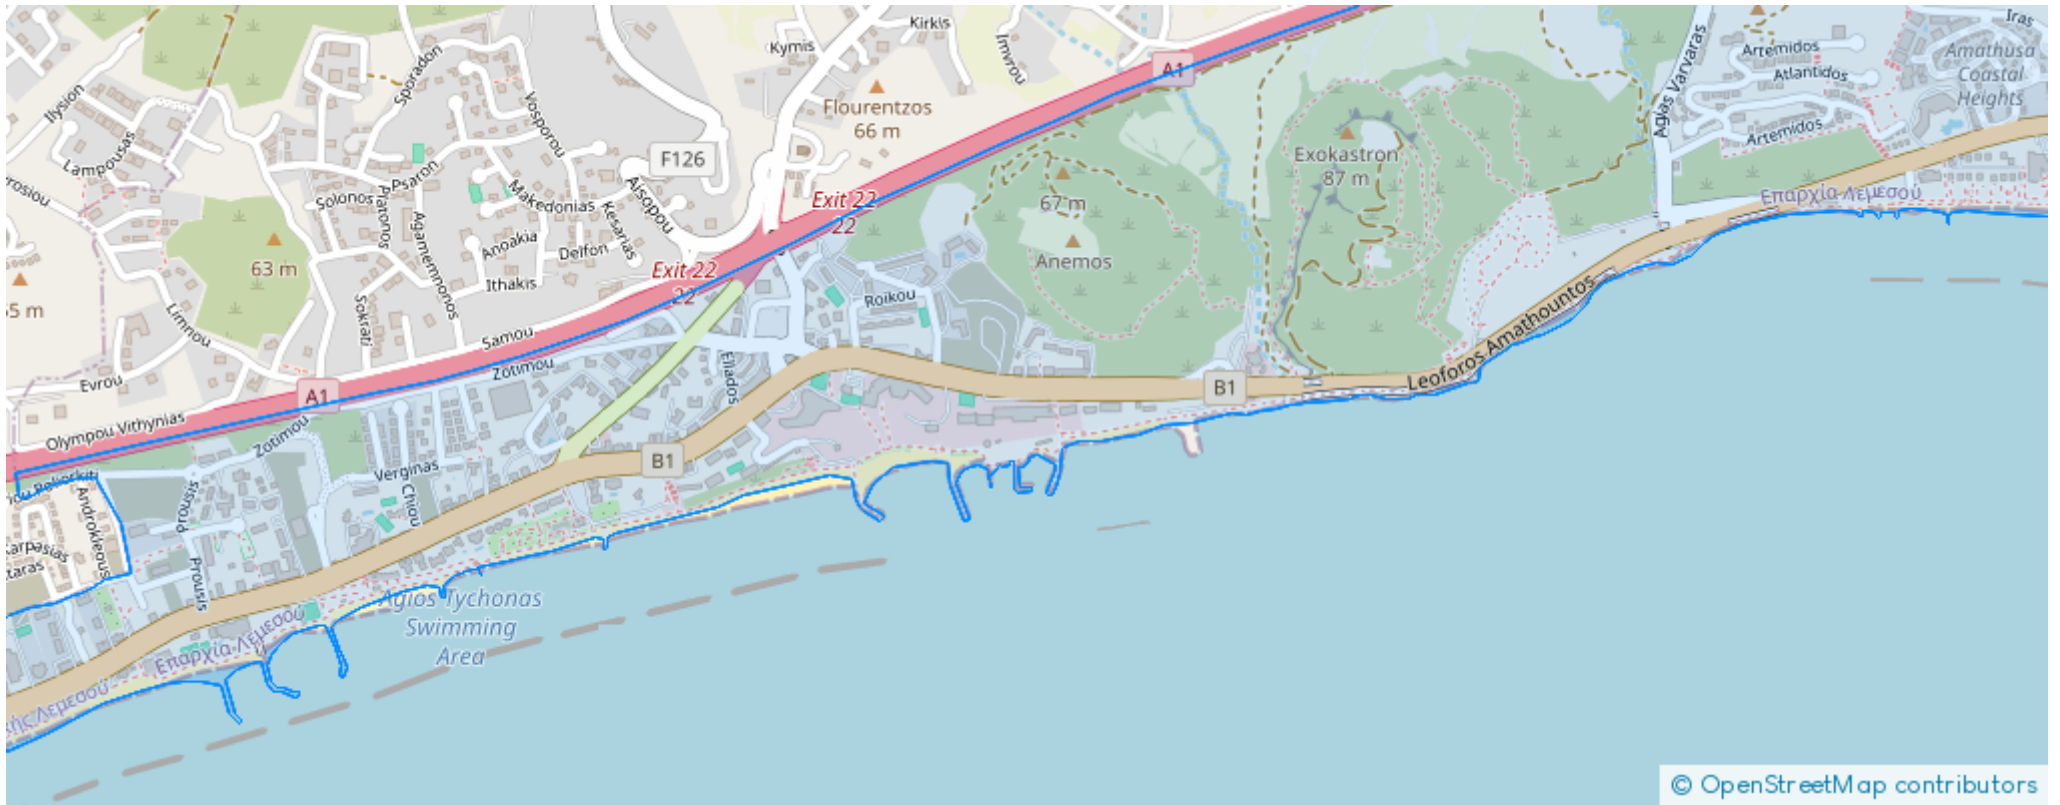 Kirkis
Iras
Kymis
Imvrou
A1
Artemidos
Amathusa
Coastal
Heights
Atlantidos
Sporadon
Agias Varvaras
Ilysion
Vosporou
Flourentzos
66 m
Artemidos
Lampousas
F126
Exokastron
87 m
Psaron
Makedonias
Aisopou
Solonos
Platonos
Kesarias
Exit 22
22
67 m
Επαρχία Λεμεσού
Agamemnonos
Anoakia
Delfon
63 m
Anemos
Exit 22
22
Ithakis
Roikou
Sokrati
Limnou
Samou
Leoforos Amathountos
Zotimou
Eliados
Evrou
A1
B1
Olympou Vithynias
Zotimou
B1
Verginas
Chiou
Androkleous
Prousis
Karpasias
Prousis
Agios Tychonas
Swimming
Area
Επαρχία Λεμεσού
Λεμεσού
© OpenStreetMap contributors